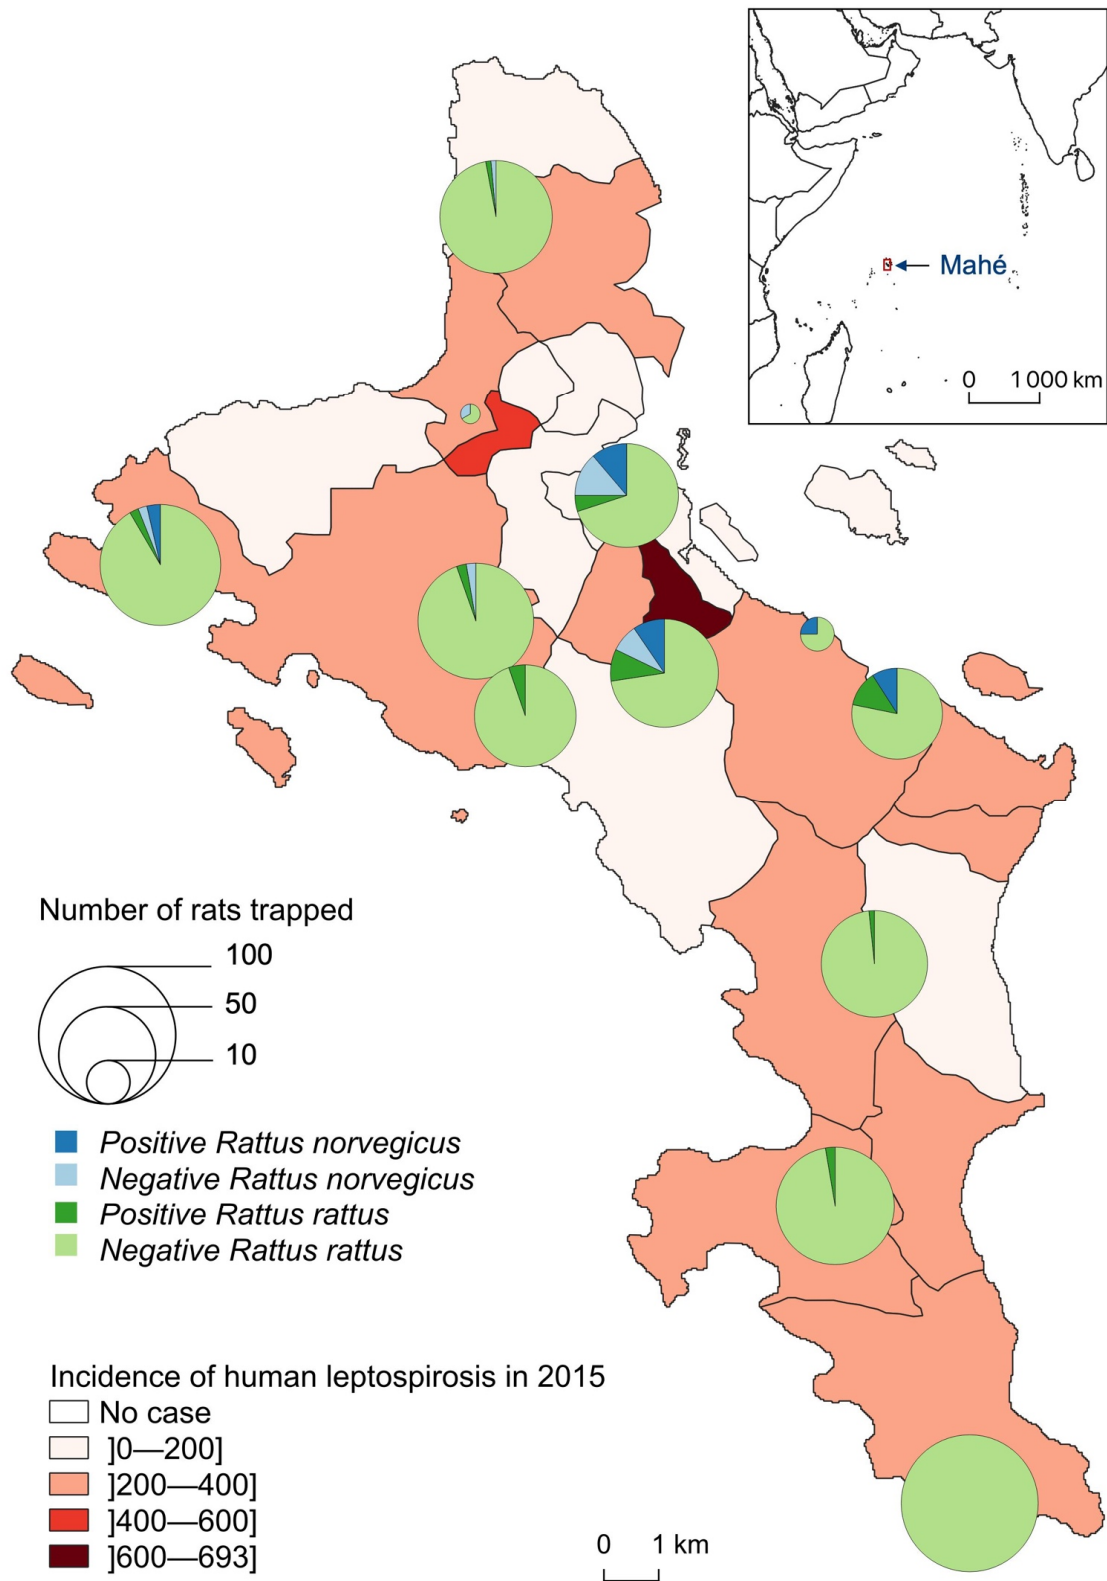 Mahé
0 1 000 km
Number of rats trapped
100
50
10
Positive Rattus norvegicus
Negative Rattus norvegicus
Positive Rattus rattus
Negative Rattus rattus
Incidence of human leptospirosis in 2015
No case
]0—200]
]200—400]
]400—600]
]600—693]
0 1 km